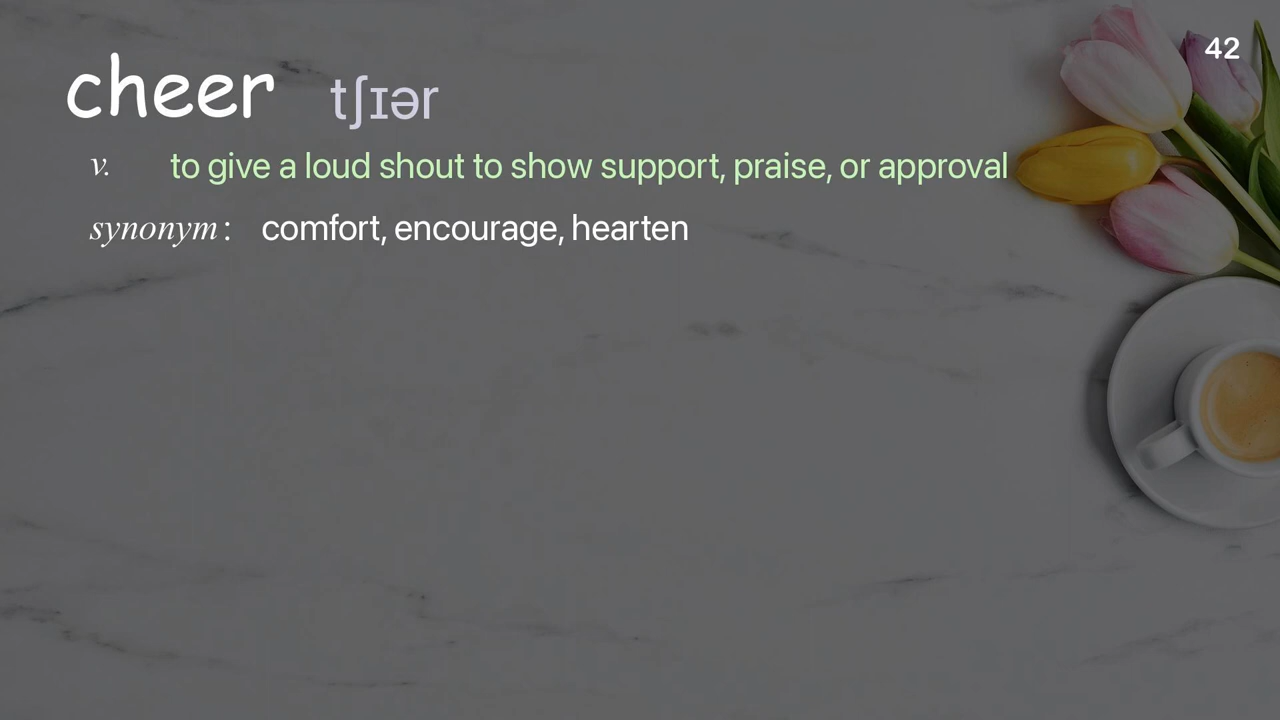 42
cheer tʃɪər
v. to give a loud shout to show support, praise, or approval
synonym: comfort, encourage, hearten